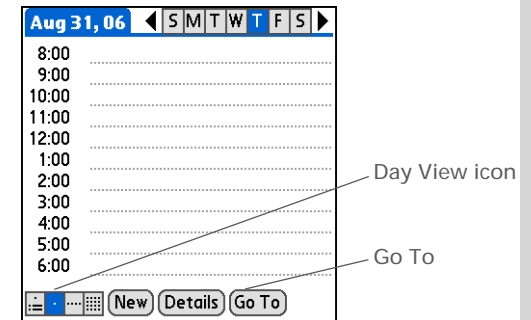 Aug 31, 06 S M T W T F S
8:00
9:00
10:00
11:00
12:00
1:00
2:00
3:00
4:00
5:00
6:00
New Details Go To
Day View icon
Go To